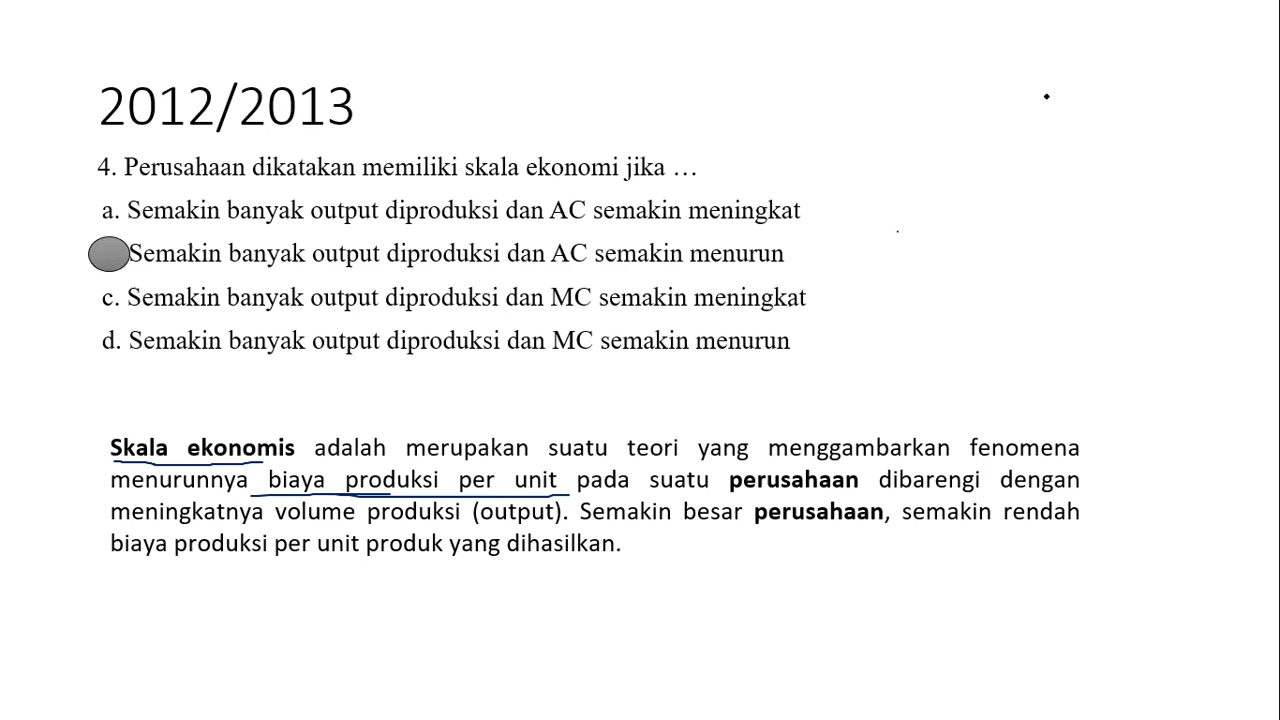 2012/2013
4. Perusahaan dikatakan memiliki skala ekonomi jika …
a. Semakin banyak output diproduksi dan AC semakin meningkat
Semakin banyak output diproduksi dan AC semakin menurun
c. Semakin banyak output diproduksi dan MC semakin meningkat
d. Semakin banyak output diproduksi dan MC semakin menurun
Skala ekonomis adalah merupakan suatu teori yang menggambarkan fenomena
menurunnya biaya produksi per unit pada suatu perusahaan dibarengi dengan
meningkatnya volume produksi (output). Semakin besar perusahaan, semakin rendah
biaya produksi per unit produk yang dihasilkan.